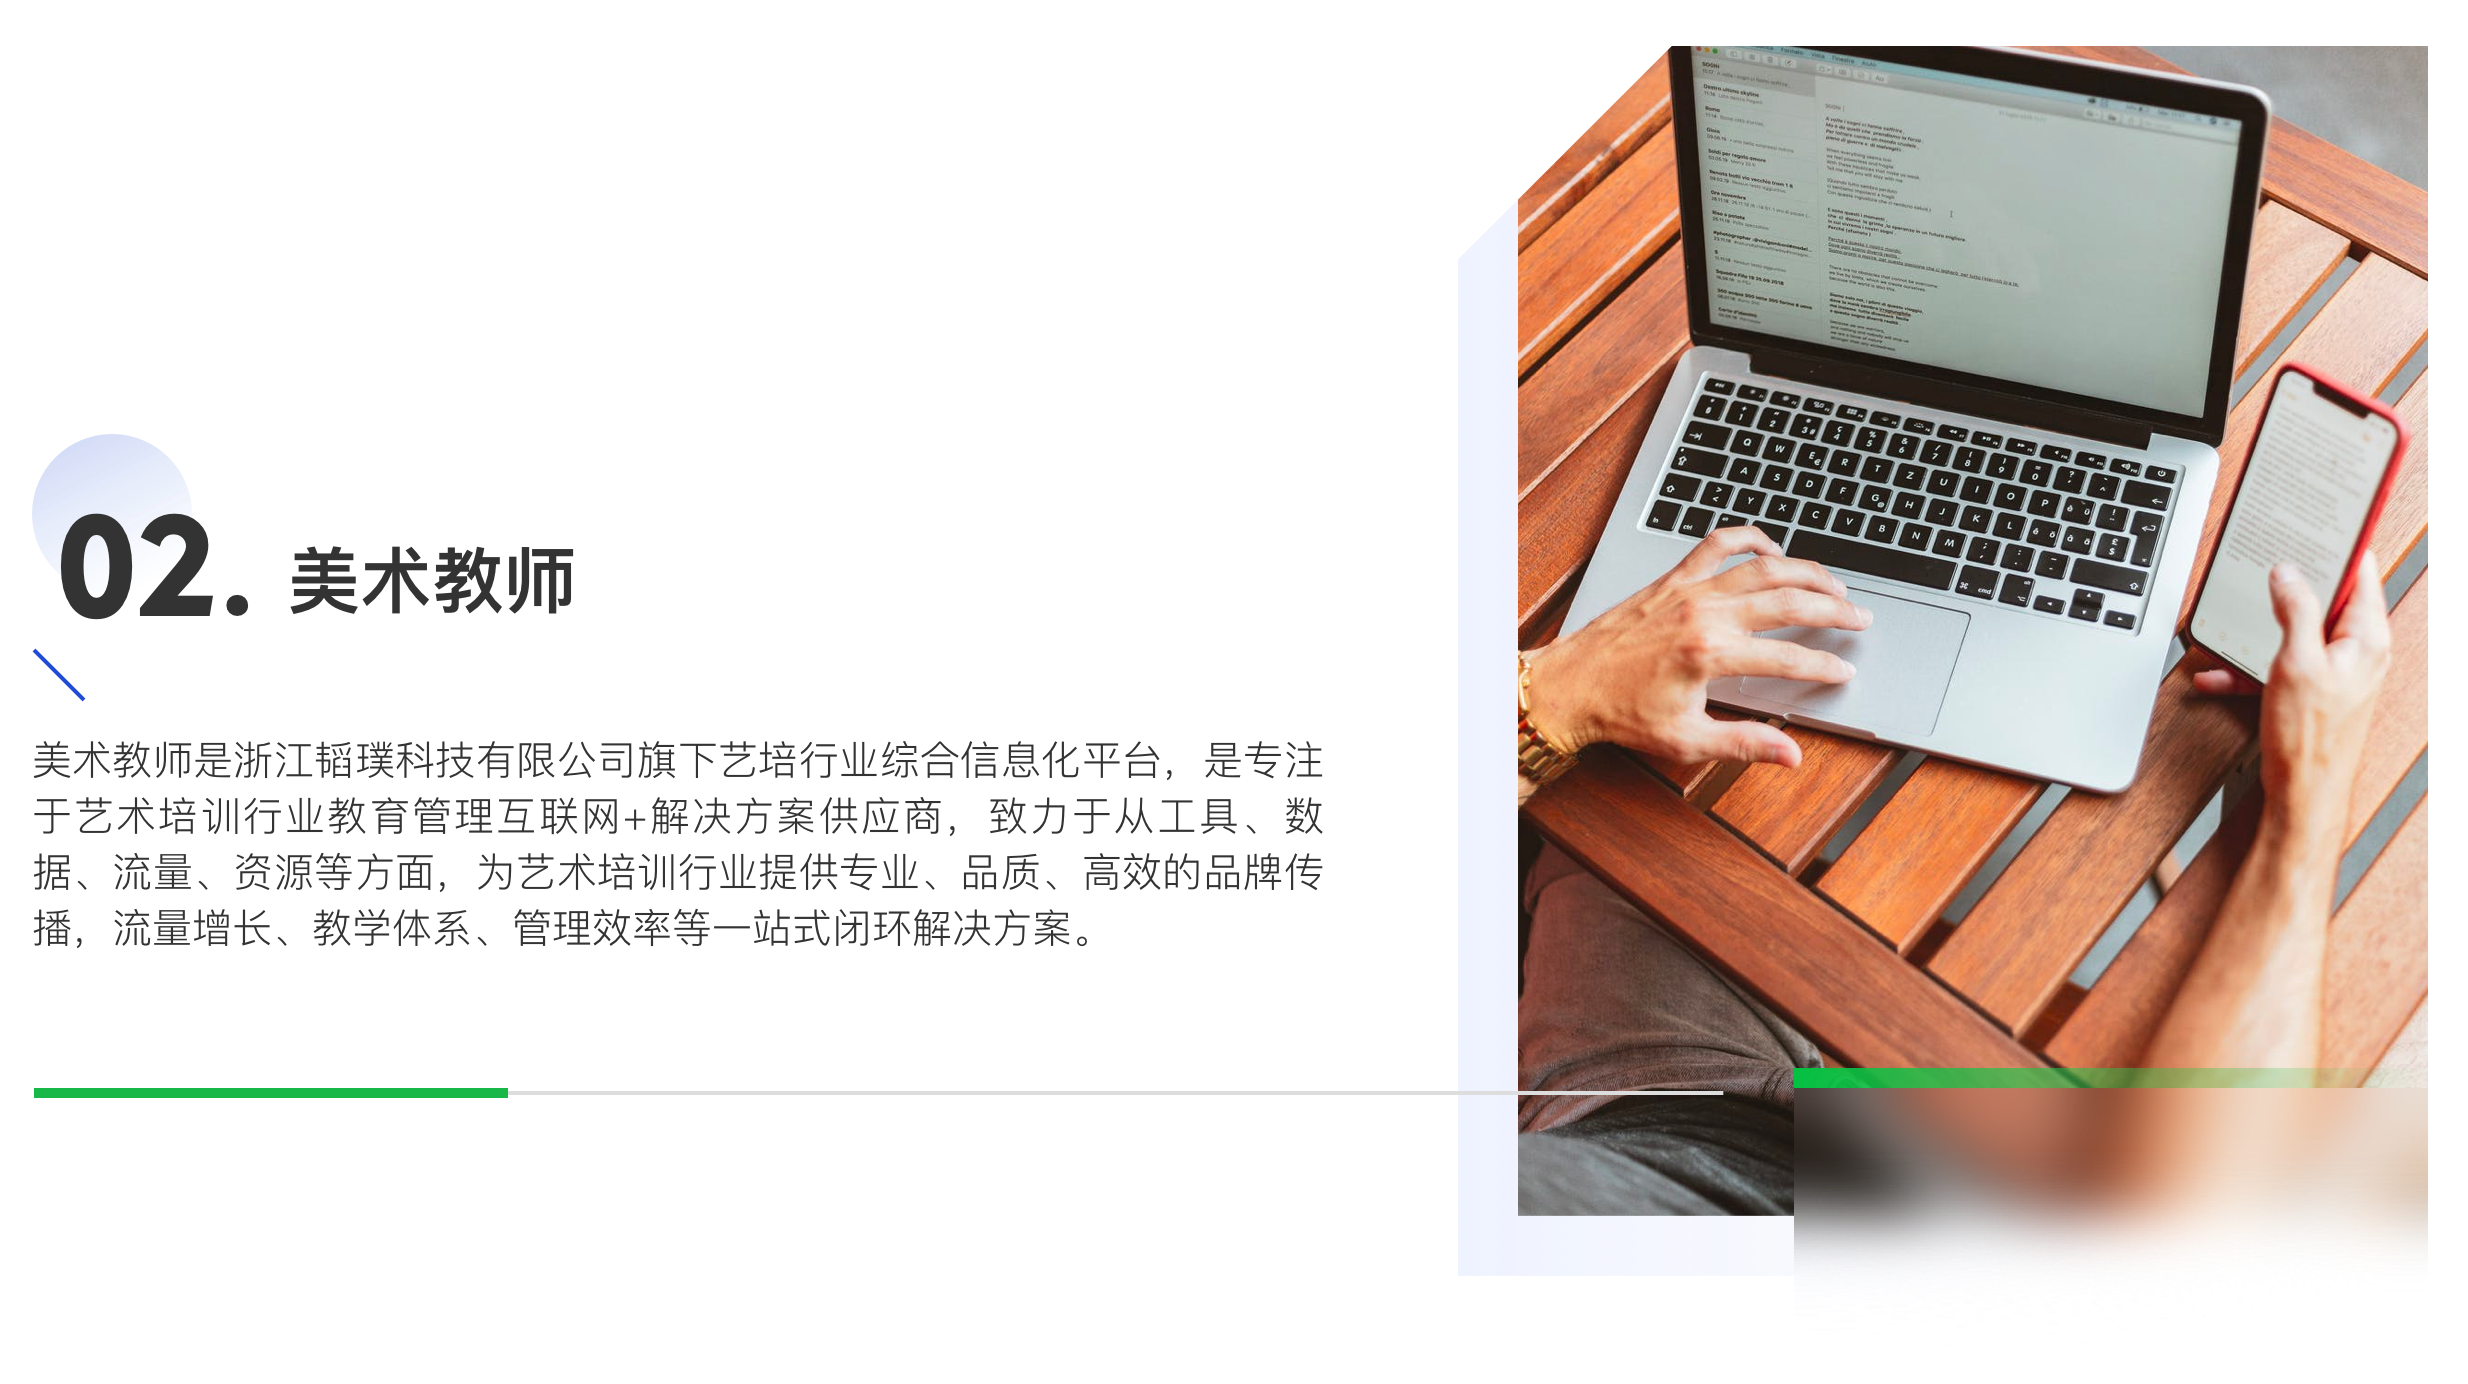 02. 美术教师
美术教师是浙江韬璞科技有限公司旗下艺培行业综合信息化平台，是专注
于艺术培训行业教育管理互联网+解决方案供应商，致力于从工具、数
据、流量、资源等方面，为艺术培训行业提供专业、品质、高效的品牌传
播，流量增长、教学体系、管理效率等一站式闭环解决方案。